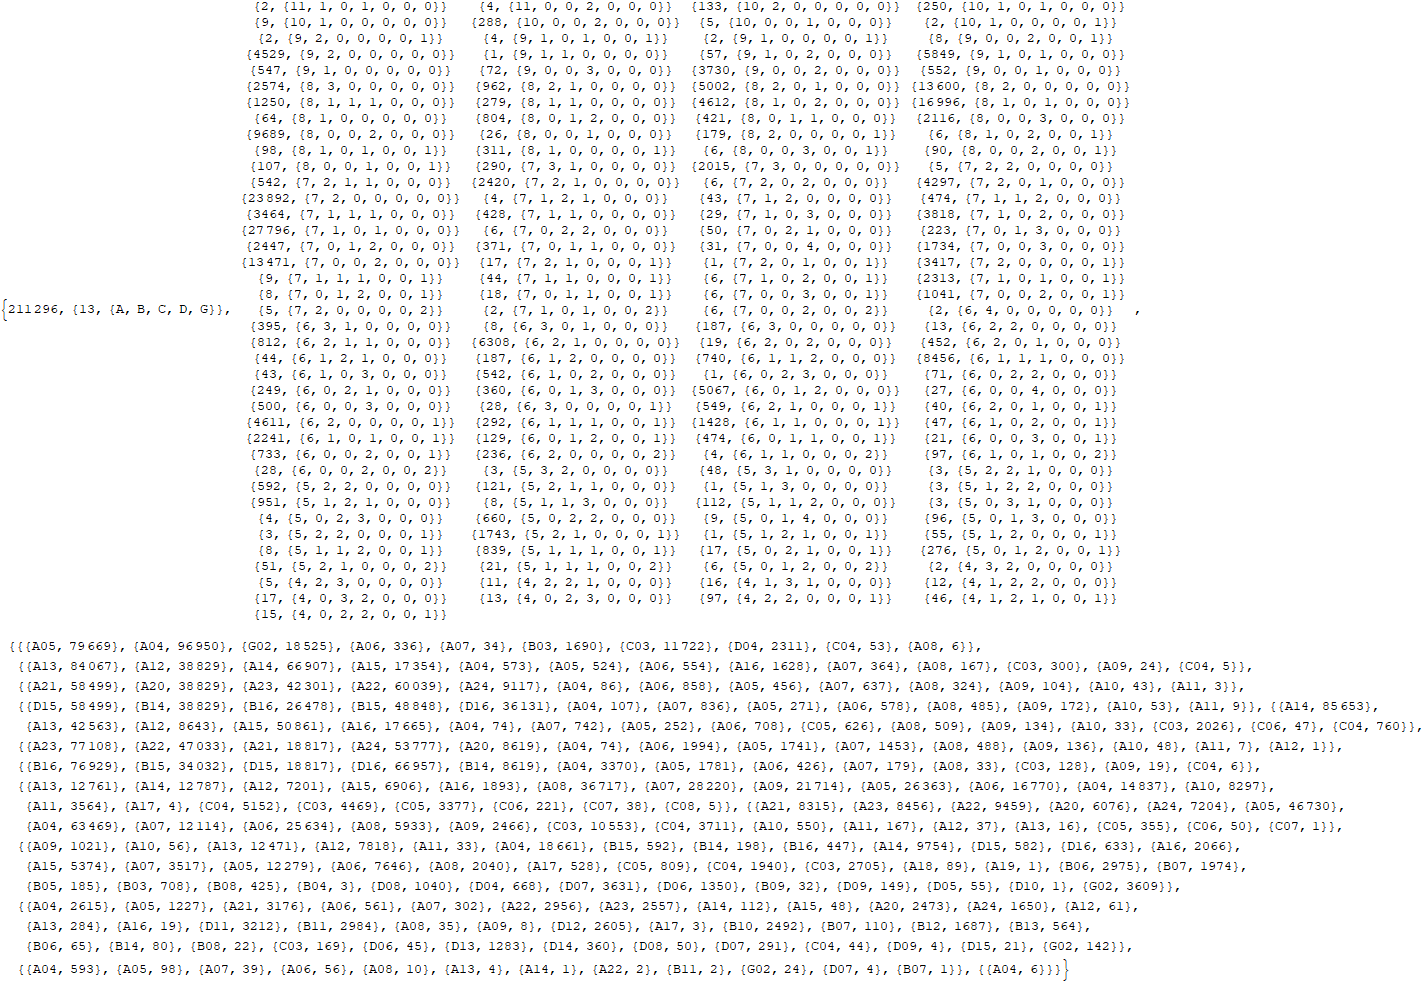 {2, {11, 1, 0, 1, 0, 0, 0}} {4, {11, 0, 0, 2, 0, 0, 0}} {133, {10, 2, 0, 0, 0, 0, 0}} {250, {10, 1, 0, 1, 0, 0, 0}}
{9, {10, 1, 0, 0, 0, 0, 0}} {288, {10, 0, 0, 2, 0, 0, 0}} {5, {10, 0, 0, 1, 0, 0, 0}} {2, {10, 1, 0, 0, 0, 0, 1}}
{2, {9, 2, 0, 0, 0, 0, 1}} {4, {9, 1, 0, 1, 0, 0, 1}} {2, {9, 1, 0, 0, 0, 0, 1}} {8, {9, 0, 0, 2, 0, 0, 1}}
{4529, {9, 2, 0, 0, 0, 0, 0}} {1, {9, 1, 1, 0, 0, 0, 0}} {57, {9, 1, 0, 2, 0, 0, 0}} {5849, {9, 1, 0, 1, 0, 0, 0}}
{547, {9, 1, 0, 0, 0, 0, 0}} {72, {9, 0, 0, 3, 0, 0, 0}} {3730, {9, 0, 0, 2, 0, 0, 0}} {552, {9, 0, 0, 1, 0, 0, 0}}
{2574, {8, 3, 0, 0, 0, 0, 0}} {962, {8, 2, 1, 0, 0, 0, 0}} {5002, {8, 2, 0, 1, 0, 0, 0}} {13600, {8, 2, 0, 0, 0, 0, 0}}
{1250, {8, 1, 1, 1, 0, 0, 0}} {279, {8, 1, 1, 0, 0, 0, 0}} {4612, {8, 1, 0, 2, 0, 0, 0}} {16996, {8, 1, 0, 1, 0, 0, 0}}
{64, {8, 1, 0, 0, 0, 0, 0}} {804, {8, 0, 1, 2, 0, 0, 0}} {421, {8, 0, 1, 1, 0, 0, 0}} {2116, {8, 0, 0, 3, 0, 0, 0}}
{9689, {8, 0, 0, 2, 0, 0, 0}} {26, {8, 0, 0, 1, 0, 0, 0}} {179, {8, 2, 0, 0, 0, 0, 1}} {6, {8, 1, 0, 2, 0, 0, 1}}
{98, {8, 1, 0, 1, 0, 0, 1}} {311, {8, 1, 0, 0, 0, 0, 1}} {6, {8, 0, 0, 3, 0, 0, 1}} {90, {8, 0, 0, 2, 0, 0, 1}}
{107, {8, 0, 0, 1, 0, 0, 1}} {290, {7, 3, 1, 0, 0, 0, 0}} {2015, {7, 3, 0, 0, 0, 0, 0}} {5, {7, 2, 2, 0, 0, 0, 0}}
{542, {7, 2, 1, 1, 0, 0, 0}} {2420, {7, 2, 1, 0, 0, 0, 0}} {6, {7, 2, 0, 2, 0, 0, 0}} {4297, {7, 2, 0, 1, 0, 0, 0}}
{23892, {7, 2, 0, 0, 0, 0, 0}} {4, {7, 1, 2, 1, 0, 0, 0}} {43, {7, 1, 2, 0, 0, 0, 0}} {474, {7, 1, 1, 2, 0, 0, 0}}
{3464, {7, 1, 1, 1, 0, 0, 0}} {428, {7, 1, 1, 0, 0, 0, 0}} {29, {7, 1, 0, 3, 0, 0, 0}} {3818, {7, 1, 0, 2, 0, 0, 0}}
{27796, {7, 1, 0, 1, 0, 0, 0}} {6, {7, 0, 2, 2, 0, 0, 0}} {50, {7, 0, 2, 1, 0, 0, 0}} {223, {7, 0, 1, 3, 0, 0, 0}}
{2447, {7, 0, 1, 2, 0, 0, 0}} {371, {7, 0, 1, 1, 0, 0, 0}} {31, {7, 0, 0, 4, 0, 0, 0}} {1734, {7, 0, 0, 3, 0, 0, 0}}
{13471, {7, 0, 0, 2, 0, 0, 0}} {17, {7, 2, 1, 0, 0, 0, 1}} {1, {7, 2, 0, 1, 0, 0, 1}} {3417, {7, 2, 0, 0, 0, 0, 1}}
{9, {7, 1, 1, 1, 0, 0, 1}} {44, {7, 1, 1, 0, 0, 0, 1}} {6, {7, 1, 0, 2, 0, 0, 1}} {2313, {7, 1, 0, 1, 0, 0, 1}}
{8, {7, 0, 1, 2, 0, 0, 1}} {18, {7, 0, 1, 1, 0, 0, 1}} {6, {7, 0, 0, 3, 0, 0, 1}} {1041, {7, 0, 0, 2, 0, 0, 1}}
{211296, {13, {A, B, C, D, G}}, {5, {7, 2, 0, 0, 0, 0, 2}} {2, {7, 1, 0, 1, 0, 0, 2}} {6, {7, 0, 0, 2, 0, 0, 2}} {2, {6, 4, 0, 0, 0, 0, 0}} ,
{395, {6, 3, 1, 0, 0, 0, 0}} {8, {6, 3, 0, 1, 0, 0, 0}} {187, {6, 3, 0, 0, 0, 0, 0}} {13, {6, 2, 2, 0, 0, 0, 0}}
{812, {6, 2, 1, 1, 0, 0, 0}} {6308, {6, 2, 1, 0, 0, 0, 0}} {19, {6, 2, 0, 2, 0, 0, 0}} {452, {6, 2, 0, 1, 0, 0, 0}}
{44, {6, 1, 2, 1, 0, 0, 0}} {187, {6, 1, 2, 0, 0, 0, 0}} {740, {6, 1, 1, 2, 0, 0, 0}} {8456, {6, 1, 1, 1, 0, 0, 0}}
{43, {6, 1, 0, 3, 0, 0, 0}} {542, {6, 1, 0, 2, 0, 0, 0}} {1, {6, 0, 2, 3, 0, 0, 0}} {71, {6, 0, 2, 2, 0, 0, 0}}
{249, {6, 0, 2, 1, 0, 0, 0}} {360, {6, 0, 1, 3, 0, 0, 0}} {5067, {6, 0, 1, 2, 0, 0, 0}} {27, {6, 0, 0, 4, 0, 0, 0}}
{500, {6, 0, 0, 3, 0, 0, 0}} {28, {6, 3, 0, 0, 0, 0, 1}} {549, {6, 2, 1, 0, 0, 0, 1}} {40, {6, 2, 0, 1, 0, 0, 1}}
{4611, {6, 2, 0, 0, 0, 0, 1}} {292, {6, 1, 1, 1, 0, 0, 1}} {1428, {6, 1, 1, 0, 0, 0, 1}} {47, {6, 1, 0, 2, 0, 0, 1}}
{2241, {6, 1, 0, 1, 0, 0, 1}} {129, {6, 0, 1, 2, 0, 0, 1}} {474, {6, 0, 1, 1, 0, 0, 1}} {21, {6, 0, 0, 3, 0, 0, 1}}
{733, {6, 0, 0, 2, 0, 0, 1}} {236, {6, 2, 0, 0, 0, 0, 2}} {4, {6, 1, 1, 0, 0, 0, 2}} {97, {6, 1, 0, 1, 0, 0, 2}}
{28, {6, 0, 0, 2, 0, 0, 2}} {3, {5, 3, 2, 0, 0, 0, 0}} {48, {5, 3, 1, 0, 0, 0, 0}} {3, {5, 2, 2, 1, 0, 0, 0}}
{592, {5, 2, 2, 0, 0, 0, 0}} {121, {5, 2, 1, 1, 0, 0, 0}} {1, {5, 1, 3, 0, 0, 0, 0}} {3, {5, 1, 2, 2, 0, 0, 0}}
{951, {5, 1, 2, 1, 0, 0, 0}} {8, {5, 1, 1, 3, 0, 0, 0}} {112, {5, 1, 1, 2, 0, 0, 0}} {3, {5, 0, 3, 1, 0, 0, 0}}
{4, {5, 0, 2, 3, 0, 0, 0}} {660, {5, 0, 2, 2, 0, 0, 0}} {9, {5, 0, 1, 4, 0, 0, 0}} {96, {5, 0, 1, 3, 0, 0, 0}}
{3, {5, 2, 2, 0, 0, 0, 1}} {1743, {5, 2, 1, 0, 0, 0, 1}} {1, {5, 1, 2, 1, 0, 0, 1}} {55, {5, 1, 2, 0, 0, 0, 1}}
{8, {5, 1, 1, 2, 0, 0, 1}} {839, {5, 1, 1, 1, 0, 0, 1}} {17, {5, 0, 2, 1, 0, 0, 1}} {276, {5, 0, 1, 2, 0, 0, 1}}
{51, {5, 2, 1, 0, 0, 0, 2}} {21, {5, 1, 1, 1, 0, 0, 2}} {6, {5, 0, 1, 2, 0, 0, 2}} {2, {4, 3, 2, 0, 0, 0, 0}}
{5, {4, 2, 3, 0, 0, 0, 0}} {11, {4, 2, 2, 1, 0, 0, 0}} {16, {4, 1, 3, 1, 0, 0, 0}} {12, {4, 1, 2, 2, 0, 0, 0}}
{17, {4, 0, 3, 2, 0, 0, 0}} {13, {4, 0, 2, 3, 0, 0, 0}} {97, {4, 2, 2, 0, 0, 0, 1}} {46, {4, 1, 2, 1, 0, 0, 1}}
{15, {4, 0, 2, 2, 0, 0, 1}}
{{{A05, 79669}, {A04, 96950}, {G02, 18525}, {A06, 336}, {A07, 34}, {B03, 1690}, {C03, 11722}, {D04, 2311}, {C04, 53}, {A08, 6}},
{{A13, 84067}, {A12, 38829}, {A14, 66907}, {A15, 17354}, {A04, 573}, {A05, 524}, {A06, 554}, {A16, 1628}, {A07, 364}, {A08, 167}, {C03, 300}, {A09, 24}, {C04, 5}},
{{A21, 58499}, {A20, 38829}, {A23, 42301}, {A22, 60039}, {A24, 9117}, {A04, 86}, {A06, 858}, {A05, 456}, {A07, 637}, {A08, 324}, {A09, 104}, {A10, 43}, {A11, 3}},
{{D15, 58499}, {B14, 38829}, {B16, 26478}, {B15, 48848}, {D16, 36131}, {A04, 107}, {A07, 836}, {A05, 271}, {A06, 578}, {A08, 485}, {A09, 172}, {A10, 53}, {A11, 9}}, {{A14, 85653},
{A13, 42563}, {A12, 8643}, {A15, 50861}, {A16, 17665}, {A04, 74}, {A07, 742}, {A05, 252}, {A06, 708}, {C05, 626}, {A08, 509}, {A09, 134}, {A10, 33}, {C03, 2026}, {C06, 47}, {C04, 760}},
{{A23, 77108}, {A22, 47033}, {A21, 18817}, {A24, 53777}, {A20, 8619}, {A04, 74}, {A06, 1994}, {A05, 1741}, {A07, 1453}, {A08, 488}, {A09, 136}, {A10, 48}, {A11, 7}, {A12, 1}},
{{B16, 76929}, {B15, 34032}, {D15, 18817}, {D16, 66957}, {B14, 8619}, {A04, 3370}, {A05, 1781}, {A06, 426}, {A07, 179}, {A08, 33}, {C03, 128}, {A09, 19}, {C04, 6}},
{{A13, 12761}, {A14, 12787}, {A12, 7201}, {A15, 6906}, {A16, 1893}, {A08, 36717}, {A07, 28220}, {A09, 21714}, {A05, 26363}, {A06, 16770}, {A04, 14837}, {A10, 8297},
{A11, 3564}, {A17, 4}, {C04, 5152}, {C03, 4469}, {C05, 3377}, {C06, 221}, {C07, 38}, {C08, 5}}, {{A21, 8315}, {A23, 8456}, {A22, 9459}, {A20, 6076}, {A24, 7204}, {A05, 46730},
{A04, 63469}, {A07, 12114}, {A06, 25634}, {A08, 5933}, {A09, 2466}, {C03, 10553}, {C04, 3711}, {A10, 550}, {A11, 167}, {A12, 37}, {A13, 16}, {C05, 355}, {C06, 50}, {C07, 1}},
{{A09, 1021}, {A10, 56}, {A13, 12471}, {A12, 7818}, {A11, 33}, {A04, 18661}, {B15, 592}, {B14, 198}, {B16, 447}, {A14, 9754}, {D15, 582}, {D16, 633}, {A16, 2066},
{A15, 5374}, {A07, 3517}, {A05, 12279}, {A06, 7646}, {A08, 2040}, {A17, 528}, {C05, 809}, {C04, 1940}, {C03, 2705}, {A18, 89}, {A19, 1}, {B06, 2975}, {B07, 1974},
{B05, 185}, {B03, 708}, {B08, 425}, {B04, 3}, {D08, 1040}, {D04, 668}, {D07, 3631}, {D06, 1350}, {B09, 32}, {D09, 149}, {D05, 55}, {D10, 1}, {G02, 3609}},
{{A04, 2615}, {A05, 1227}, {A21, 3176}, {A06, 561}, {A07, 302}, {A22, 2956}, {A23, 2557}, {A14, 112}, {A15, 48}, {A20, 2473}, {A24, 1650}, {A12, 61},
{A13, 284}, {A16, 19}, {D11, 3212}, {B11, 2984}, {A08, 35}, {A09, 8}, {D12, 2605}, {A17, 3}, {B10, 2492}, {B07, 110}, {B12, 1687}, {B13, 564},
{B06, 65}, {B14, 80}, {B08, 22}, {C03, 169}, {D06, 45}, {D13, 1283}, {D14, 360}, {D08, 50}, {D07, 291}, {C04, 44}, {D09, 4}, {D15, 21}, {G02, 142}},
{{A04, 593}, {A05, 98}, {A07, 39}, {A06, 56}, {A08, 10}, {A13, 4}, {A14, 1}, {A22, 2}, {B11, 2}, {G02, 24}, {D07, 4}, {B07, 1}}, {{A04, 6}}}}